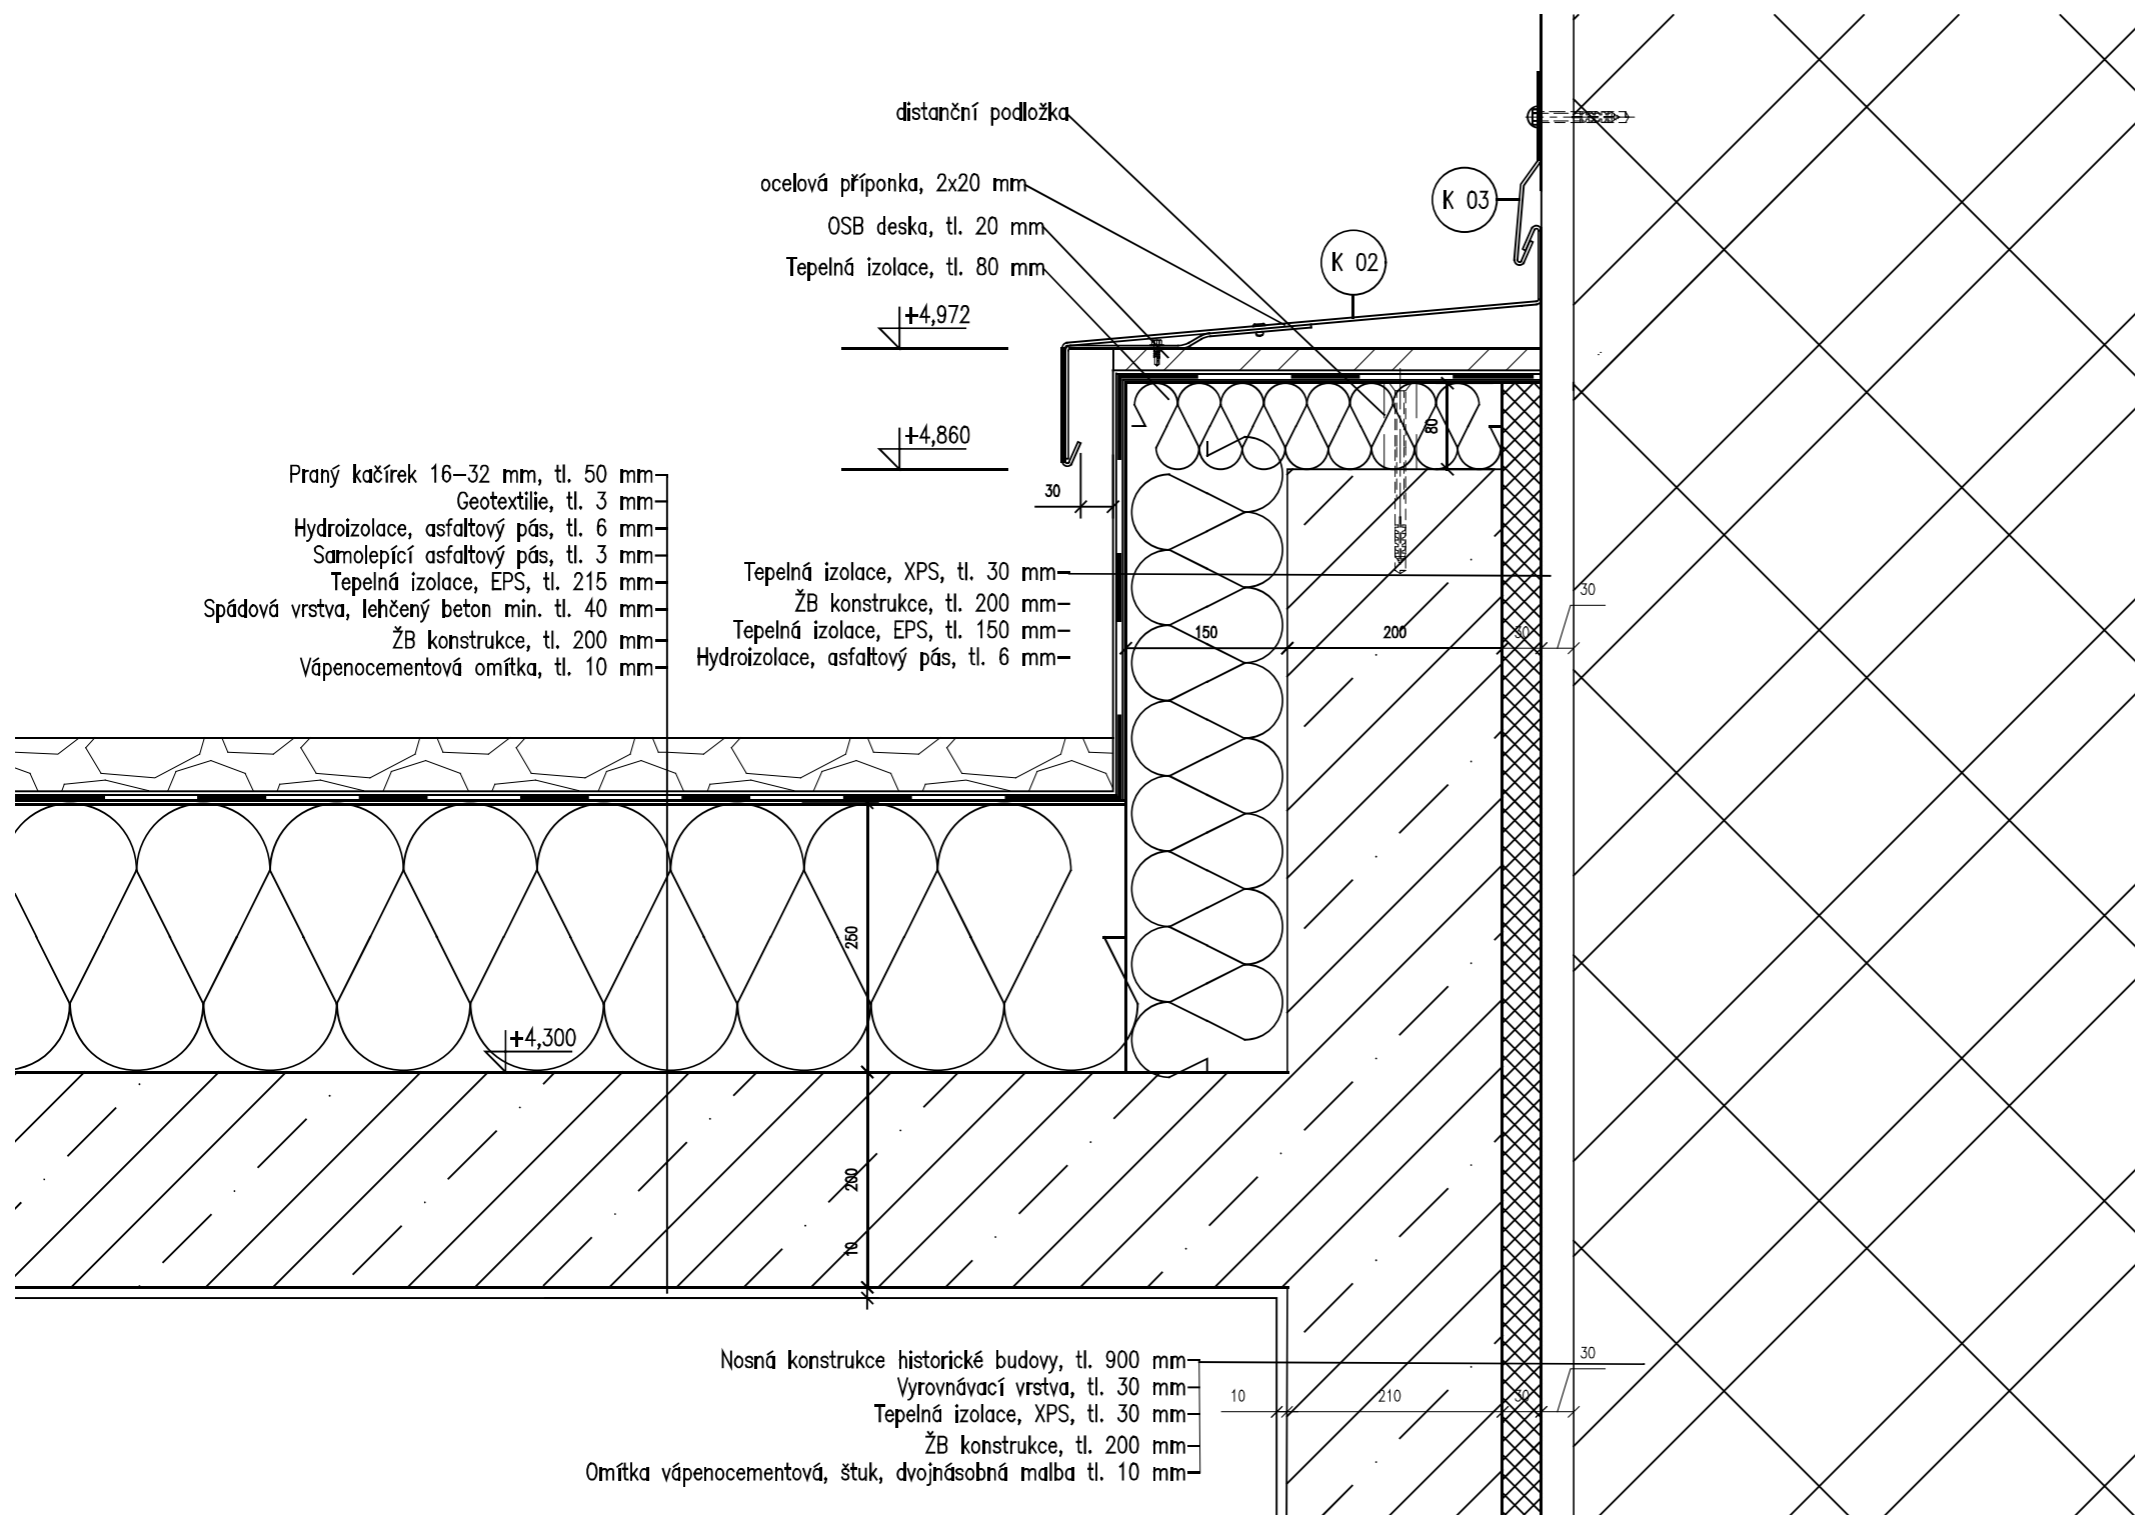 distanční podložka
ocelová příponka, 2x20 mm
K 03
OSB deska, tl. 20 mm
K 02
Tepelná izolace, tl. 80 mm
+4,972
80
+4,860
Praný kačírek 16–32 mm, tl. 50 mm
Geotextilie, tl. 3 mm
Hydroizolace, asfaltový pás, tl. 6 mm
Samolepící asfaltový pás, tl. 3 mm
Tepelná izolace, EPS, tl. 215 mm
Spádová vrstva, lehčený beton min. tl. 40 mm
ŽB konstrukce, tl. 200 mm
Vápenocementová omítka, tl. 10 mm
30
Tepelná izolace, XPS, tl. 30 mm
ŽB konstrukce, tl. 200 mm
Tepelná izolace, EPS, tl. 150 mm
Hydroizolace, asfaltový pás, tl. 6 mm
30
150
200
30
250
+4,300
200
10
Nosná konstrukce historické budovy, tl. 900 mm
Vyrovnávací vrstva, tl. 30 mm
Tepelná izolace, XPS, tl. 30 mm
ŽB konstrukce, tl. 200 mm
Omítka vápenocementová, štuk, dvojnásobná malba tl. 10 mm
30
10
210
30